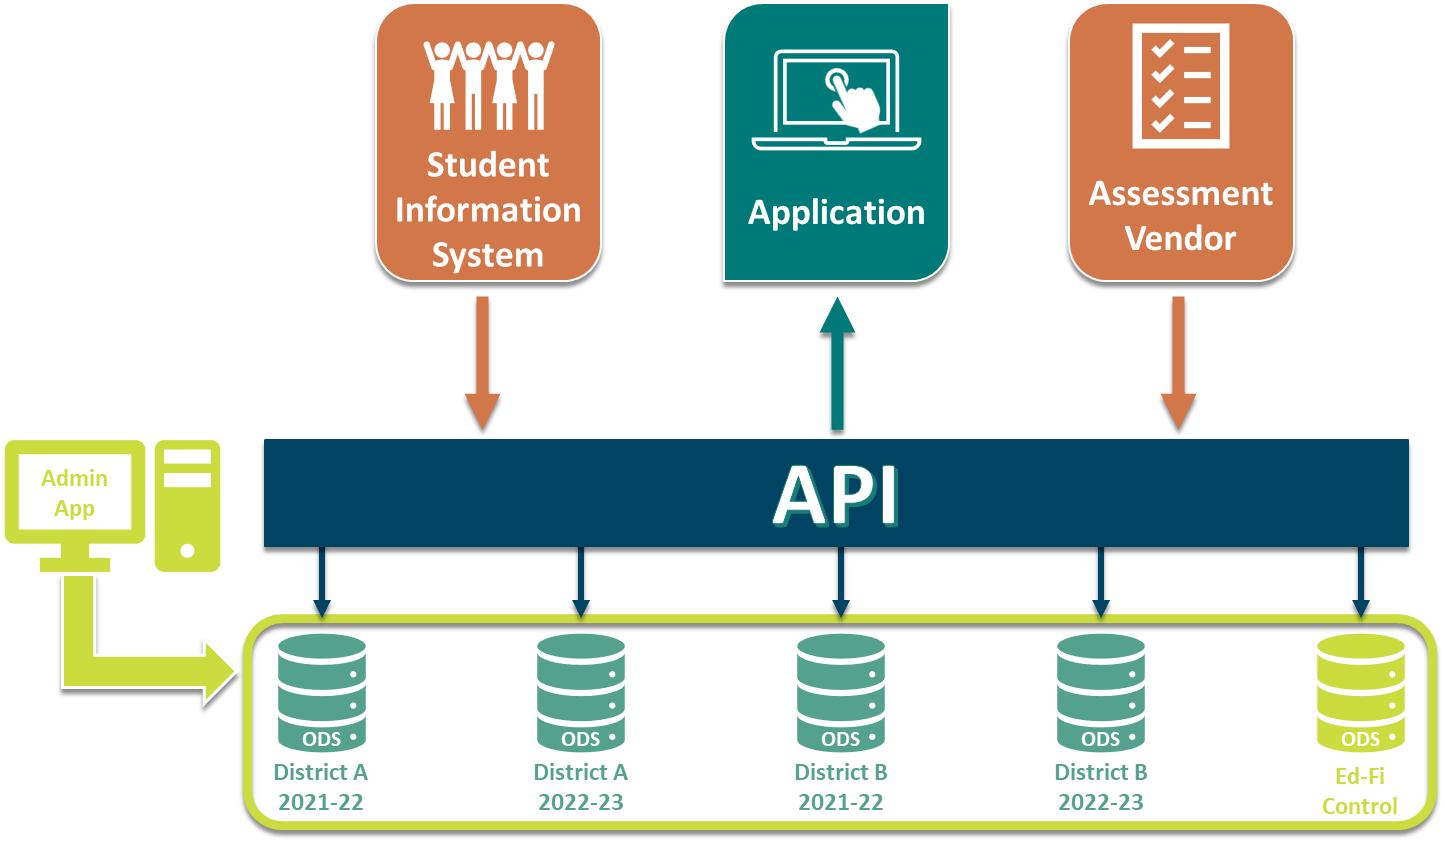 Student
Information
System
Application
Assessment
Vendor
Admin
App
API
ODS
District A
2021-22
ODS
District A
2022-23
ODS
District B
2021-22
ODS
District B
2022-23
ODS
Ed-Fi
Control